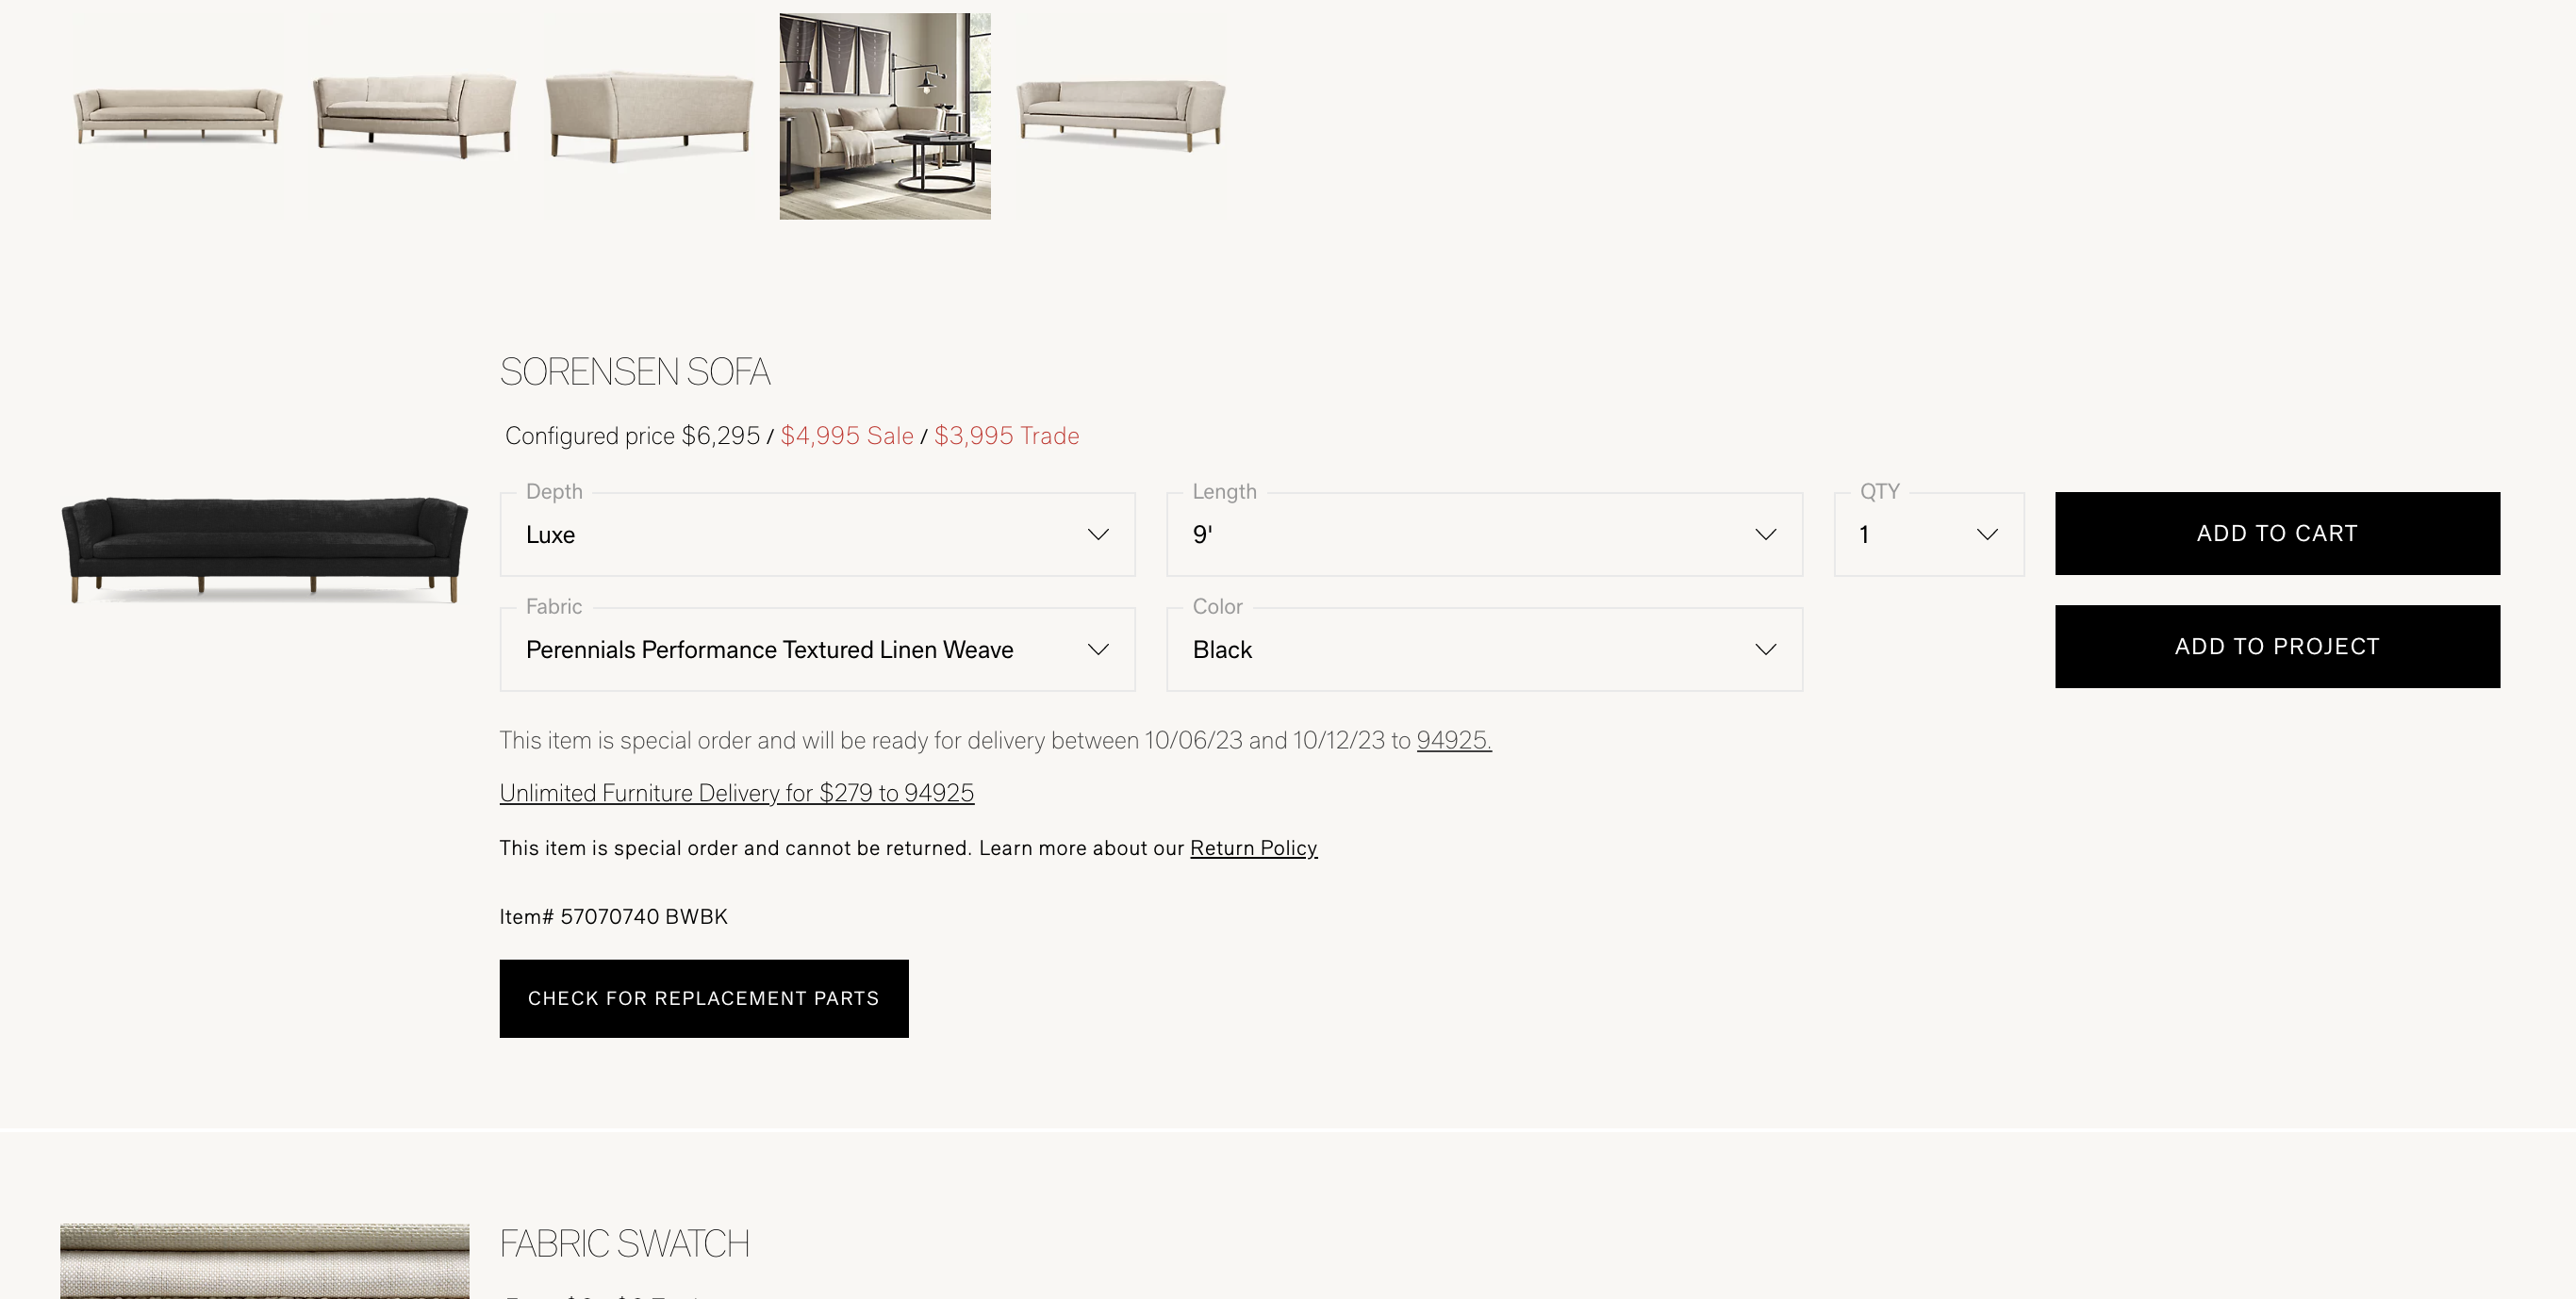 SORENSEN SOFA
Configured price $6,295 / $4,995 Sale / $3,995 Trade
Depth
Luxe
Length
9'
QTY
1
ADD TO CART
Fabric
Perennials Performance Textured Linen Weave
Color
Black
ADD TO PROJECT
This item is special order and will be ready for delivery between 10/06/23 and 10/12/23 to 94925.
Unlimited Furniture Delivery for $279 to 94925
This item is special order and cannot be returned. Learn more about our Return Policy
Item# 57070740 BWBK
CHECK FOR REPLACEMENT PARTS
FABRIC SWATCH